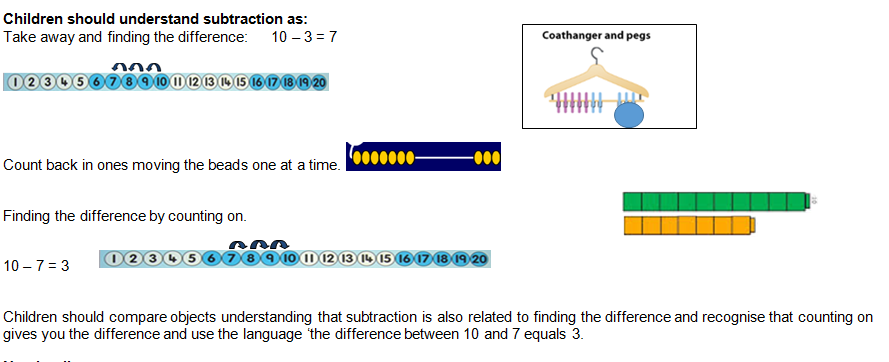 Children should understand subtraction as:
Take away and finding the difference: 10 – 3 = 7
Coathanger and pegs
1 2 3 4 5 6 7 8 9 10 11 12 13 14 15 16 17 18 19 20
Count back in ones moving the beads one at a time.
Finding the difference by counting on.
10 – 7 = 3
1 2 3 4 5 6 7 8 9 10 11 12 13 14 15 16 17 18 19 20
Children should compare objects understanding that subtraction is also related to finding the difference and recognise that counting on
gives you the difference and use the language ‘the difference between 10 and 7 equals 3.